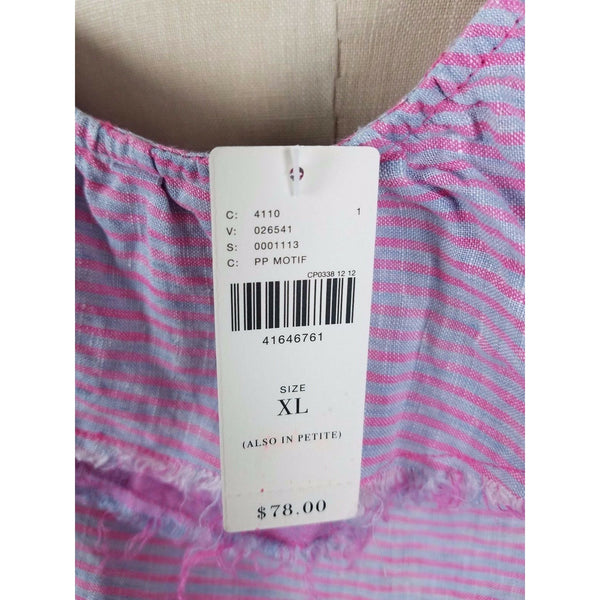 C: 4110 1
V: 026541
S: 0001113
C: PP MOTIF
CP0338 12 12
41646761
SIZE
XL
(ALSO IN PETITE)
$78.00